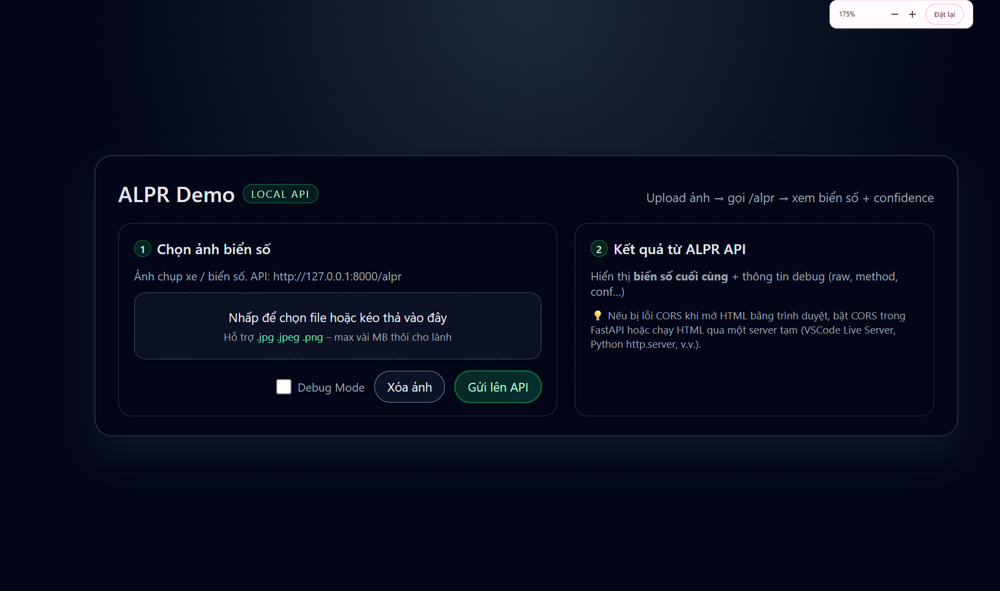 175%
Đặt lại
ALPR Demo
LOCAL API
Upload ảnh → gọi /alpr → xem biển số + confidence
1
Chọn ảnh biển số
Ảnh chụp xe / biển số. API: http://127.0.0.1:8000/alpr
Nhấp để chọn file hoặc kéo thả vào đây
Hỗ trợ .jpg .jpeg .png – max vài MB thôi cho lành
Debug Mode
Xóa ảnh
Gửi lên API
2
Kết quả từ ALPR API
Hiển thị biển số cuối cùng + thông tin debug (raw, method,
conf...)
💡 Nếu bị lỗi CORS khi mở HTML bằng trình duyệt, bật CORS trong
FastAPI hoặc chạy HTML qua một server tạm (VSCode Live Server,
Python http.server, v.v.).